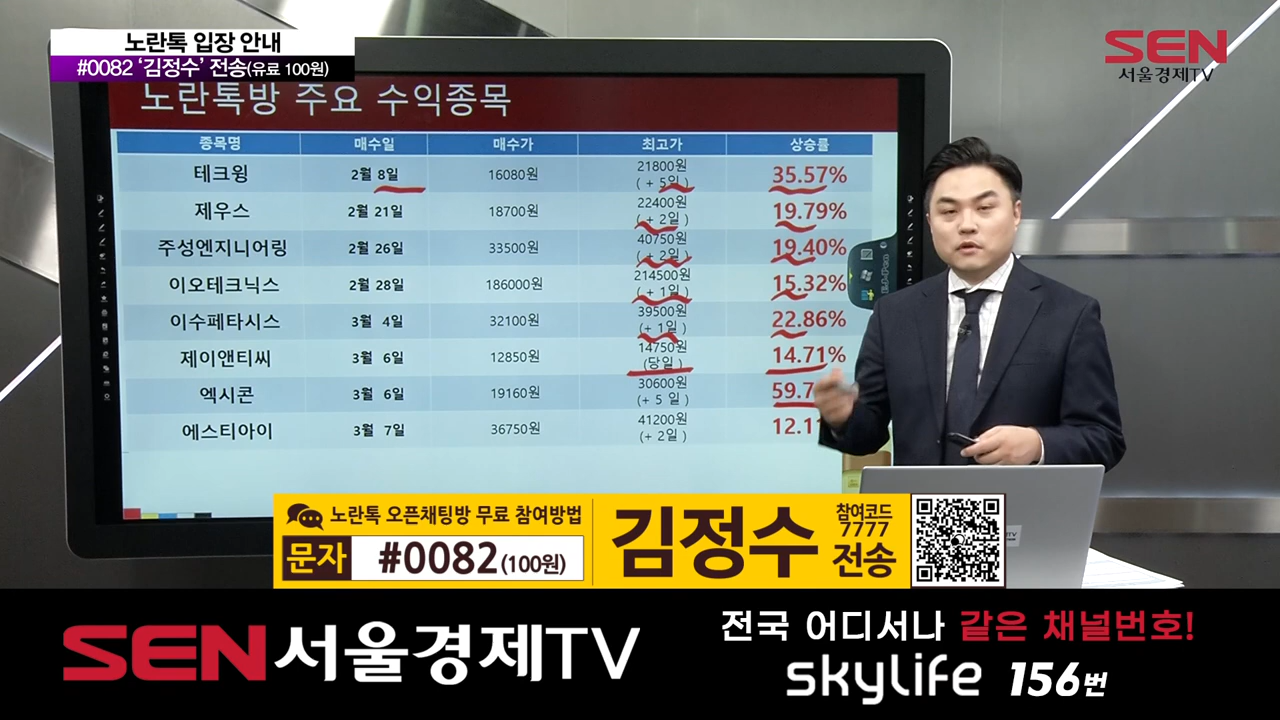 노란톡 입장 안내
#0082 ‘김정수’ 전송(유료 100원)
SEN
서울경제TV
노란톡방 주요 수익종목
종목명 매수일 매수가 최고가 상승률
테크윙 2월 8일 16080원 21800원 (+ 5일) 35.57%
제우스 2월 21일 18700원 22400원 (+ 2일) 19.79%
주성엔지니어링 2월 26일 33500원 40750원 (+ 2일) 19.40%
이오테크닉스 2월 28일 186000원 214500원 (+ 1일) 15.32%
이수페타시스 3월 4일 32100원 39500원 (+ 1일) 22.86%
제이앤티씨 3월 6일 12850원 14750원 (당일) 14.71%
엑시콘 3월 6일 19160원 30600원 (+ 5 일)
에스티아이 3월 7일 36750원 41200원 (+ 2일)
노란톡 오픈채팅방 무료 참여방법
문자 #0082(100원)
김정수
참여코드
7777
전송
SEN서울경제TV
전국 어디서나 같은 채널번호!
skylife 156번